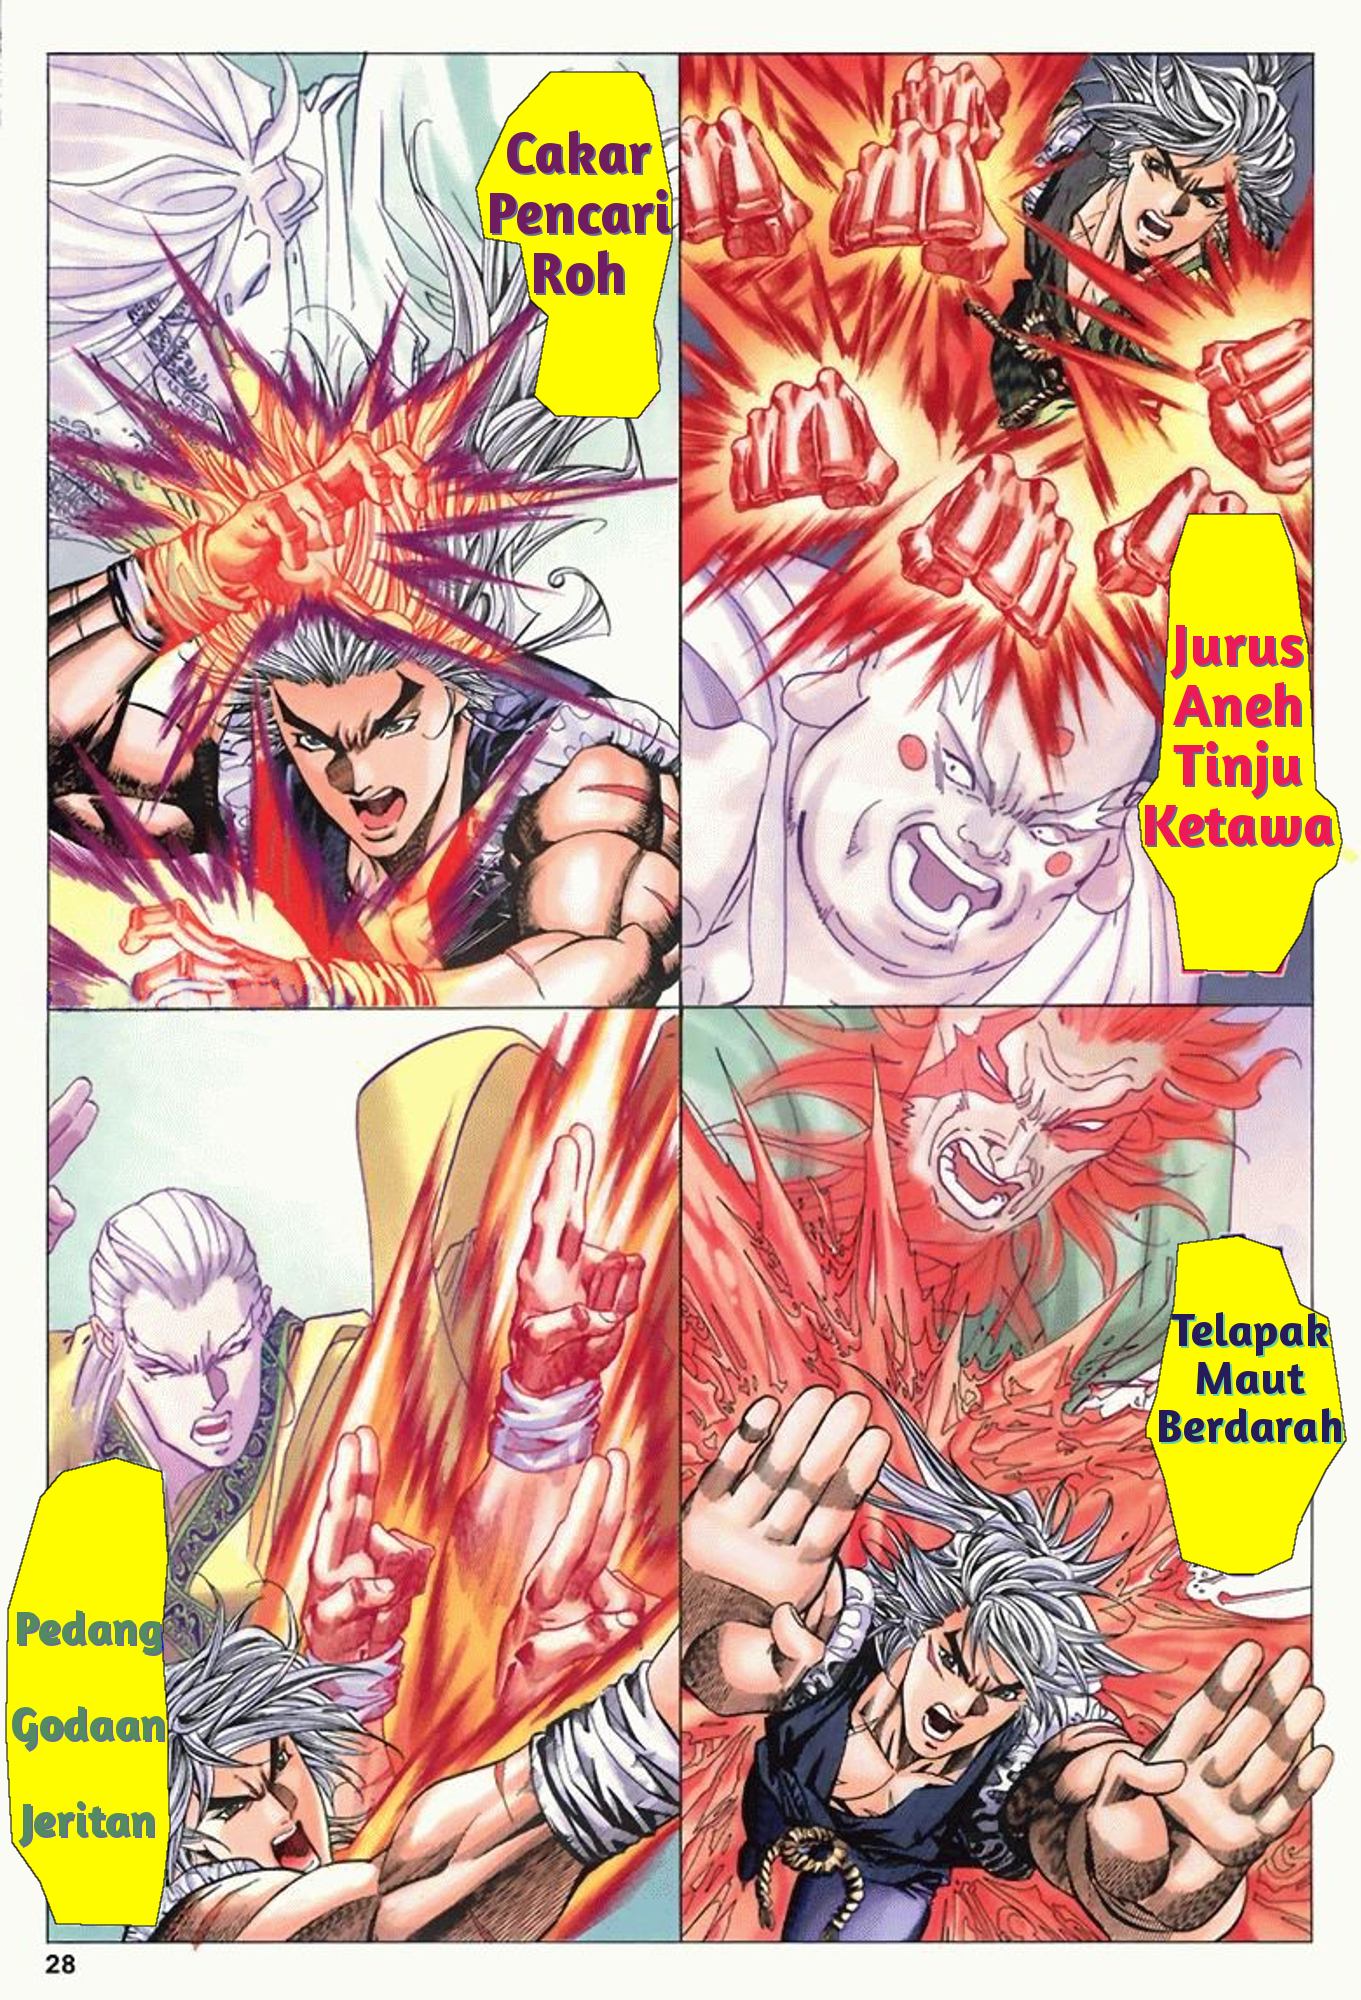 Cakar
Pencari
Roh
Jurus
Aneh
Tinju
Ketawa
Pedang
Godaan
Jeritan
Telapak
Maut
Berdarah
28